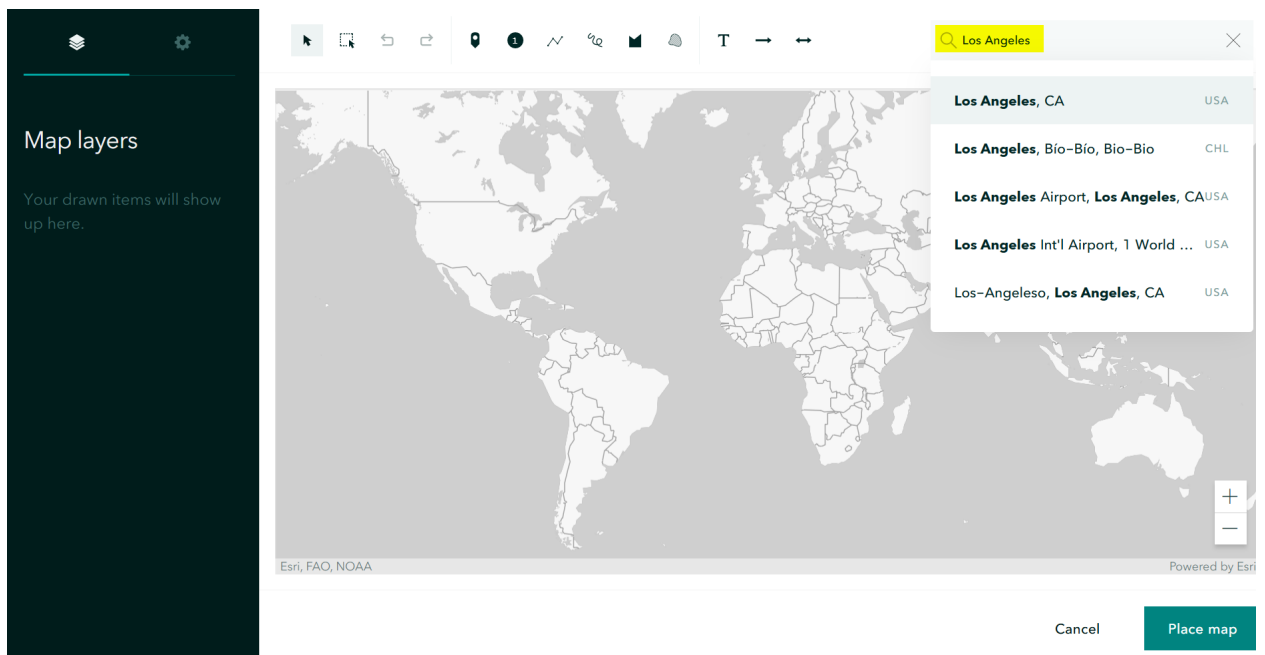 1
T
Los Angeles
Map layers
Your drawn items will show
up here.
Los Angeles, CA USA
Los Angeles, Bío-Bío, Bio-Bio CHL
Los Angeles Airport, Los Angeles, CA USA
Los Angeles Int'l Airport, 1 World ... USA
Los-Angeleso, Los Angeles, CA USA
Esri, FAO, NOAA
Powered by Esri
Cancel
Place map